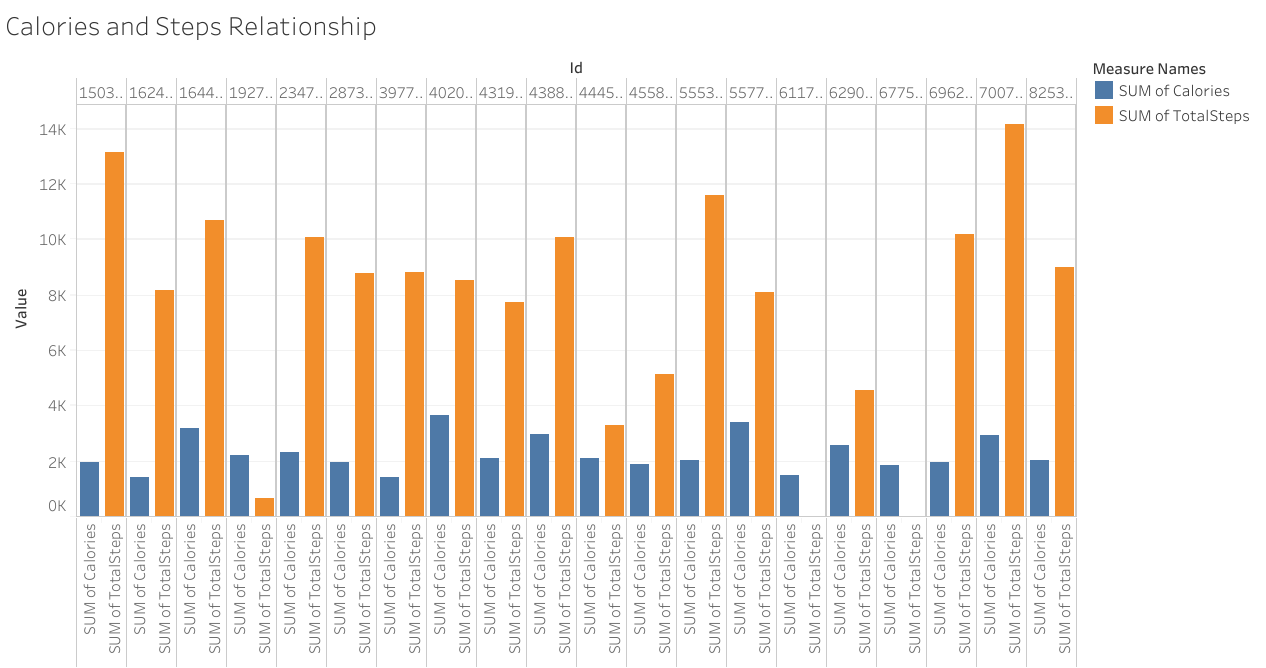 Calories and Steps Relationship
Id
1503.. 1624.. 1644.. 1927.. 2347.. 2873.. 3977.. 4020.. 4319.. 4388.. 4445.. 4558.. 5553.. 5577.. 6117.. 6290.. 6775.. 6962.. 7007.. 8253..
Measure Names
SUM of Calories
SUM of TotalSteps
Value
14K
12K
10K
8K
6K
4K
2K
0K
SUM of Calories
SUM of TotalSteps
SUM of Calories
SUM of TotalSteps
SUM of Calories
SUM of TotalSteps
SUM of Calories
SUM of TotalSteps
SUM of Calories
SUM of TotalSteps
SUM of Calories
SUM of TotalSteps
SUM of Calories
SUM of TotalSteps
SUM of Calories
SUM of TotalSteps
SUM of Calories
SUM of TotalSteps
SUM of Calories
SUM of TotalSteps
SUM of Calories
SUM of TotalSteps
SUM of Calories
SUM of TotalSteps
SUM of Calories
SUM of TotalSteps
SUM of Calories
SUM of TotalSteps
SUM of Calories
SUM of TotalSteps
SUM of Calories
SUM of TotalSteps
SUM of Calories
SUM of TotalSteps
SUM of Calories
SUM of TotalSteps
SUM of Calories
SUM of TotalSteps
SUM of Calories
SUM of TotalSteps